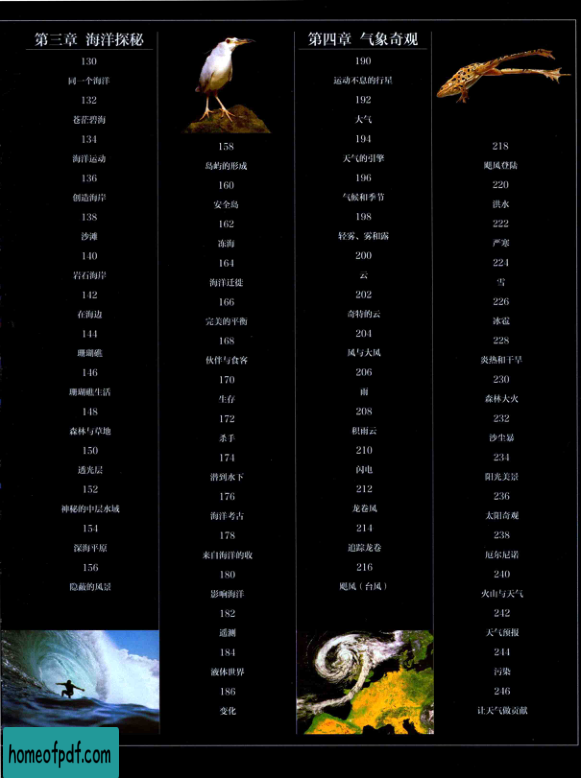 第三章 海洋探秘
130
同一个海洋
132
苍茫碧海
134
海洋运动
136
创造海岸
138
沙滩
140
岩石海岸
142
在海边
144
珊瑚礁
146
珊瑚礁生活
148
森林与草地
150
透光层
152
神秘的中层水域
154
深海平原
156
隐蔽的风景
158
岛屿的形成
160
安全岛
162
冻海
164
海洋迁徙
166
完美的平衡
168
伙伴与食客
170
生存
172
杀手
174
潜到水下
176
海洋考古
178
来自海洋的收
180
影响海洋
182
遥测
184
液体世界
186
变化
第四章 气象奇观
190
运动不息的行星
192
大气
194
天气的引擎
196
气候和季节
198
轻雾、雾和露
200
云
202
奇特的云
204
风与大风
206
雨
208
积雨云
210
闪电
212
龙卷风
214
追踪龙卷
216
飓风（台风）
218
飓风登陆
220
洪水
222
严寒
224
雪
226
冰雹
228
炎热和干旱
230
森林大火
232
沙尘暴
234
阳光美景
236
太阳奇观
238
厄尔尼诺
240
火山与天气
242
天气预报
244
污染
246
让天气做贡献
homeofpdf.com